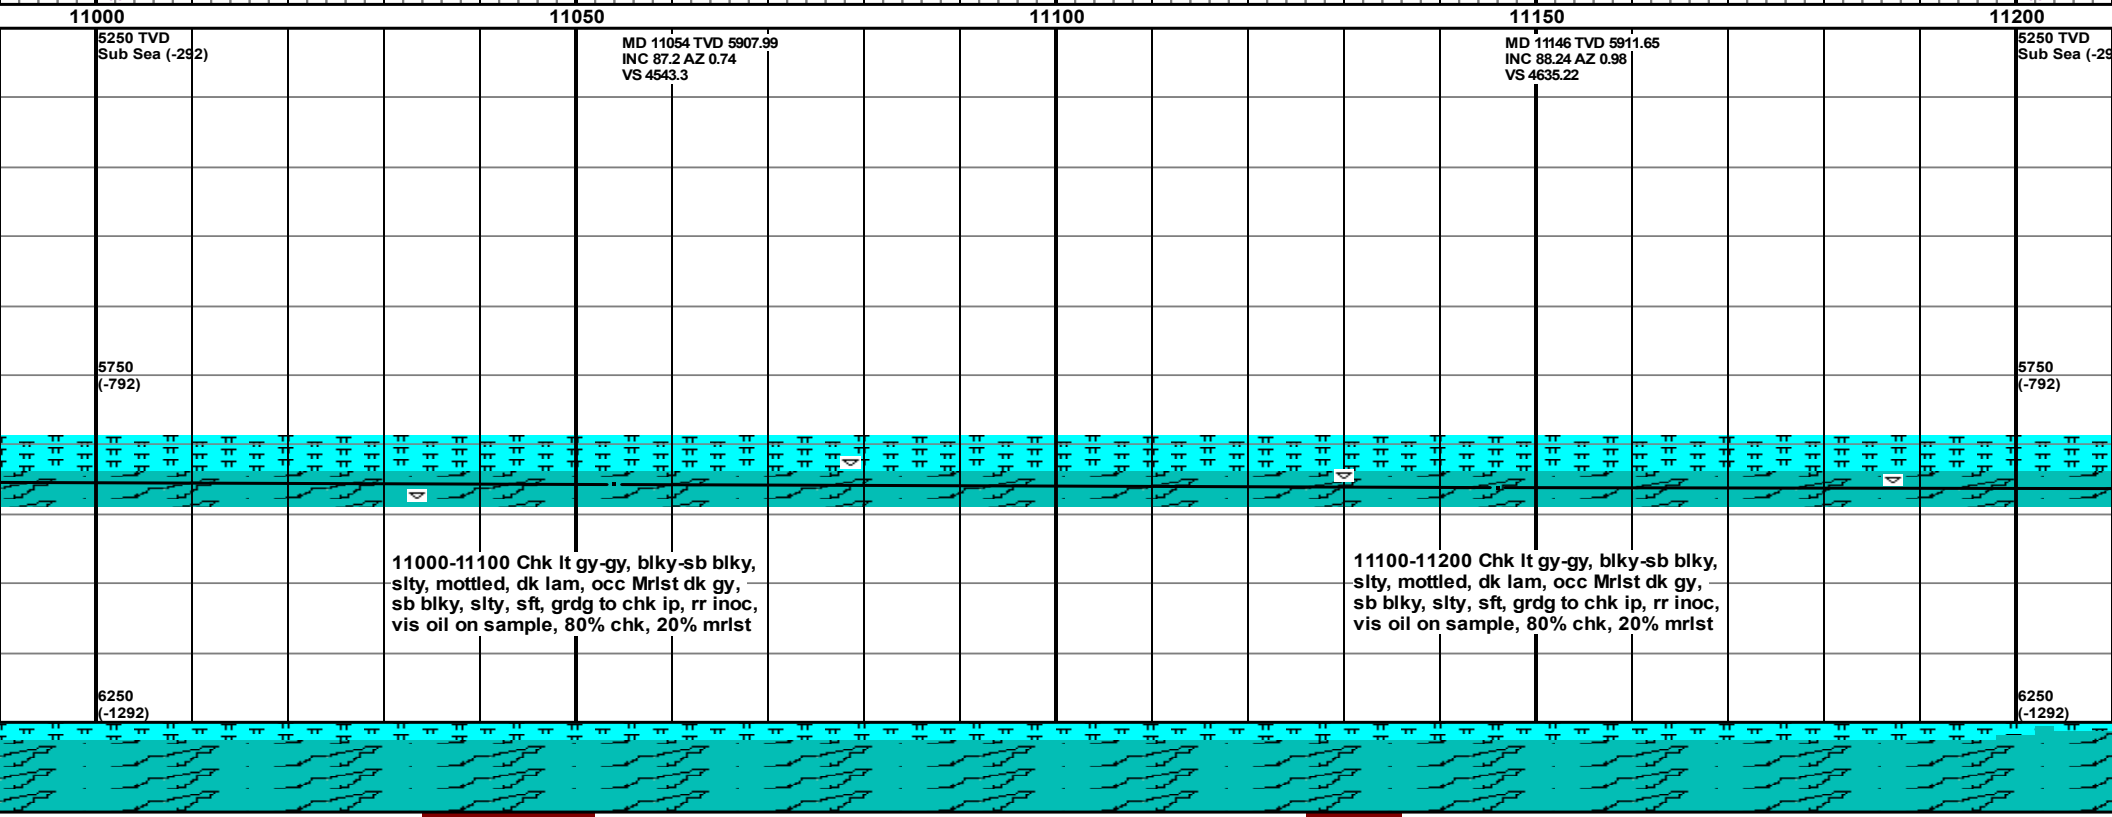 11000 11050 11100 11150 11200
5250 TVD
Sub Sea (-292)
MD 11054 TVD 5907.99
INC 87.2 AZ 0.74
VS 4543.3
MD 11146 TVD 5911.65
INC 88.24 AZ 0.98
VS 4635.22
5250 TVD
Sub Sea (-29
5750
(-792)
5750
(-792)
11000-11100 Chk lt gy-gy, blky-sb blky,
slty, mottled, dk lam, occ Mrlst dk gy,
sb blky, slty, sft, grdg to chk ip, rr inoc,
vis oil on sample, 80% chk, 20% mrlst
11100-11200 Chk lt gy-gy, blky-sb blky,
slty, mottled, dk lam, occ Mrlst dk gy,
sb blky, slty, sft, grdg to chk ip, rr inoc,
vis oil on sample, 80% chk, 20% mrlst
6250
(-1292)
6250
(-1292)